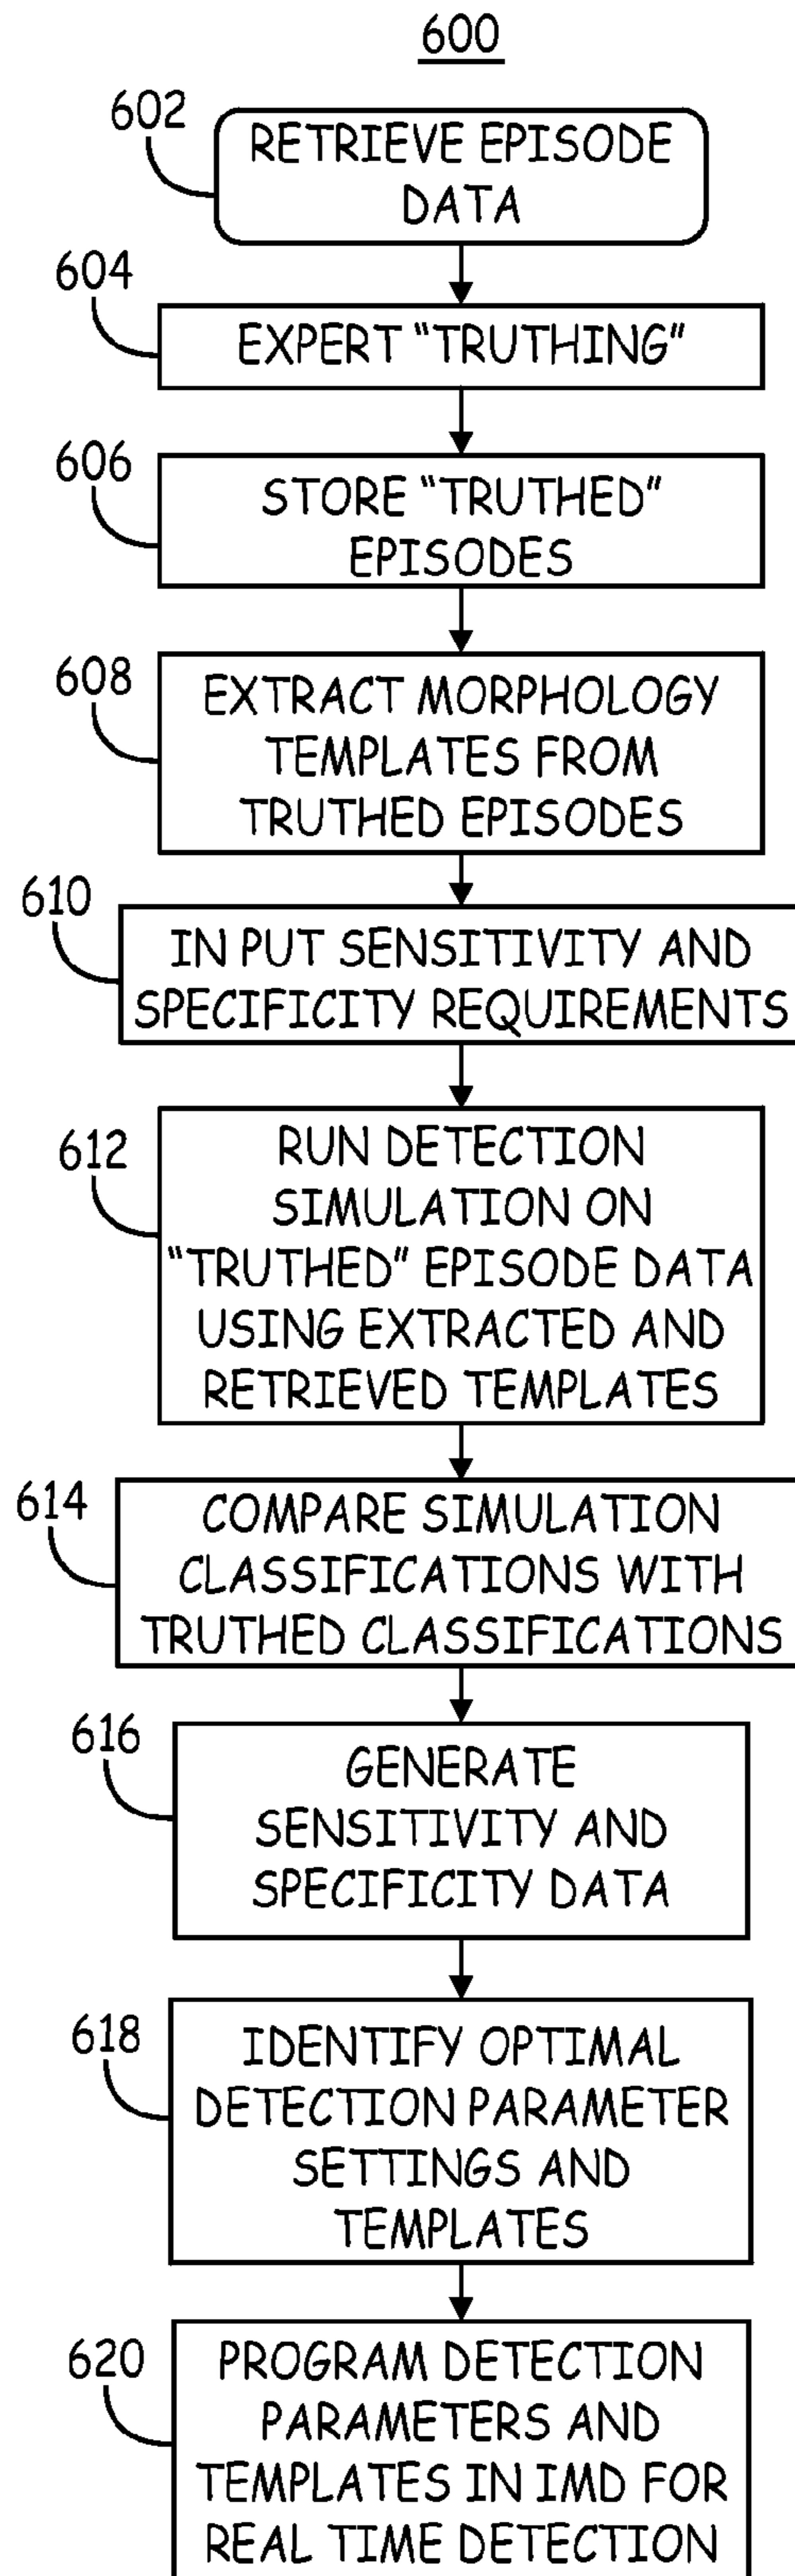 600
602
RETRIEVE EPISODE
DATA
604
EXPERT “TRUTHING”
606
STORE “TRUTHED”
EPISODES
608
EXTRACT MORPHOLOGY
TEMPLATES FROM
TRUTHED EPISODES
610
IN PUT SENSITIVITY AND
SPECIFICITY REQUIREMENTS
612
RUN DETECTION
SIMULATION ON
“TRUTHED” EPISODE DATA
USING EXTRACTED AND
RETRIEVED TEMPLATES
614
COMPARE SIMULATION
CLASSIFICATIONS WITH
TRUTHED CLASSIFICATIONS
616
GENERATE
SENSITIVITY AND
SPECIFICITY DATA
618
IDENTIFY OPTIMAL
DETECTION PARAMETER
SETTINGS AND
TEMPLATES
620
PROGRAM DETECTION
PARAMETERS AND
TEMPLATES IN IMD FOR
REAL TIME DETECTION